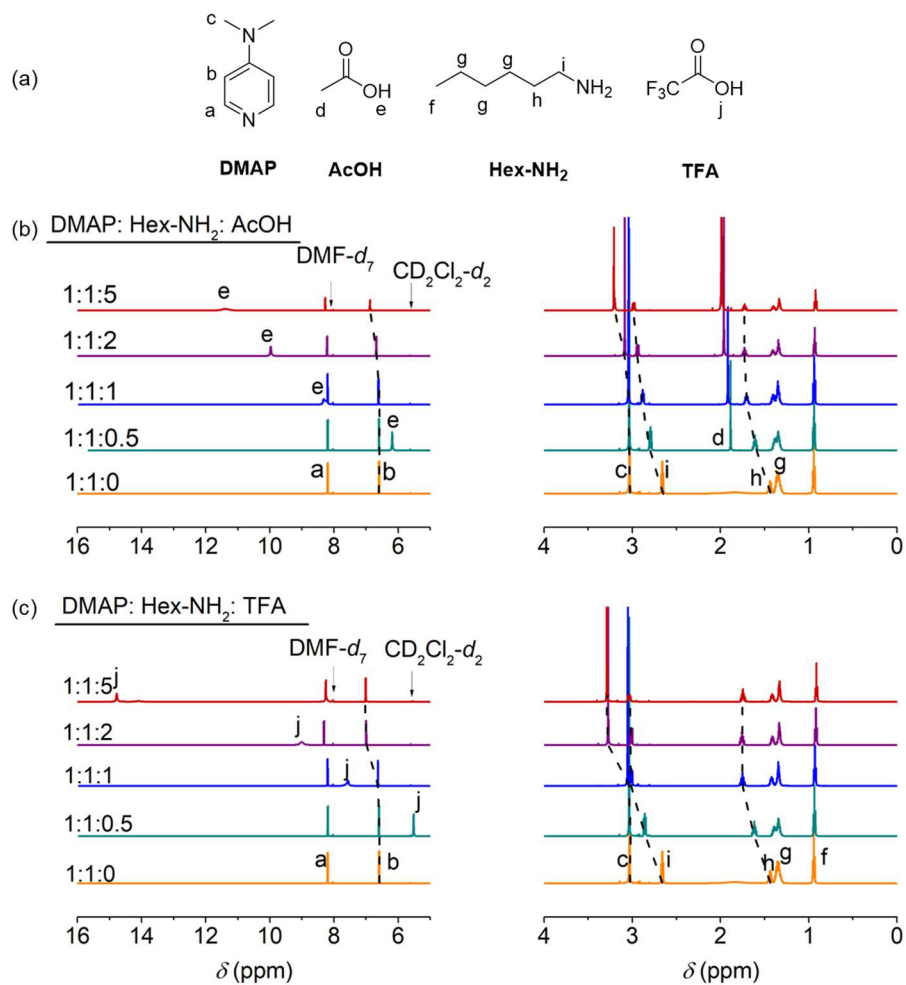 (a)
c
N
O
b
a
N
d
OH
e
g
g
i
f
g
h
NH2
O
F3C
OH
j
DMAP
AcOH
Hex-NH2
TFA
(b) DMAP: Hex-NH2: AcOH
DMF-d7
CD2Cl2-d2
1:1:5
e
1:1:2
e
1:1:1
e
1:1:0.5
e
d
1:1:0
a
b
c
i
h
g
16 14 12 10 8 6
4 3 2 1 0
(c) DMAP: Hex-NH2: TFA
DMF-d7
CD2Cl2-d2
1:1:5
j
1:1:2
j
1:1:1
j
1:1:0.5
j
1:1:0
a
b
c
i
h
g
f
16 14 12 10 8 6
4 3 2 1 0
δ (ppm)
δ (ppm)